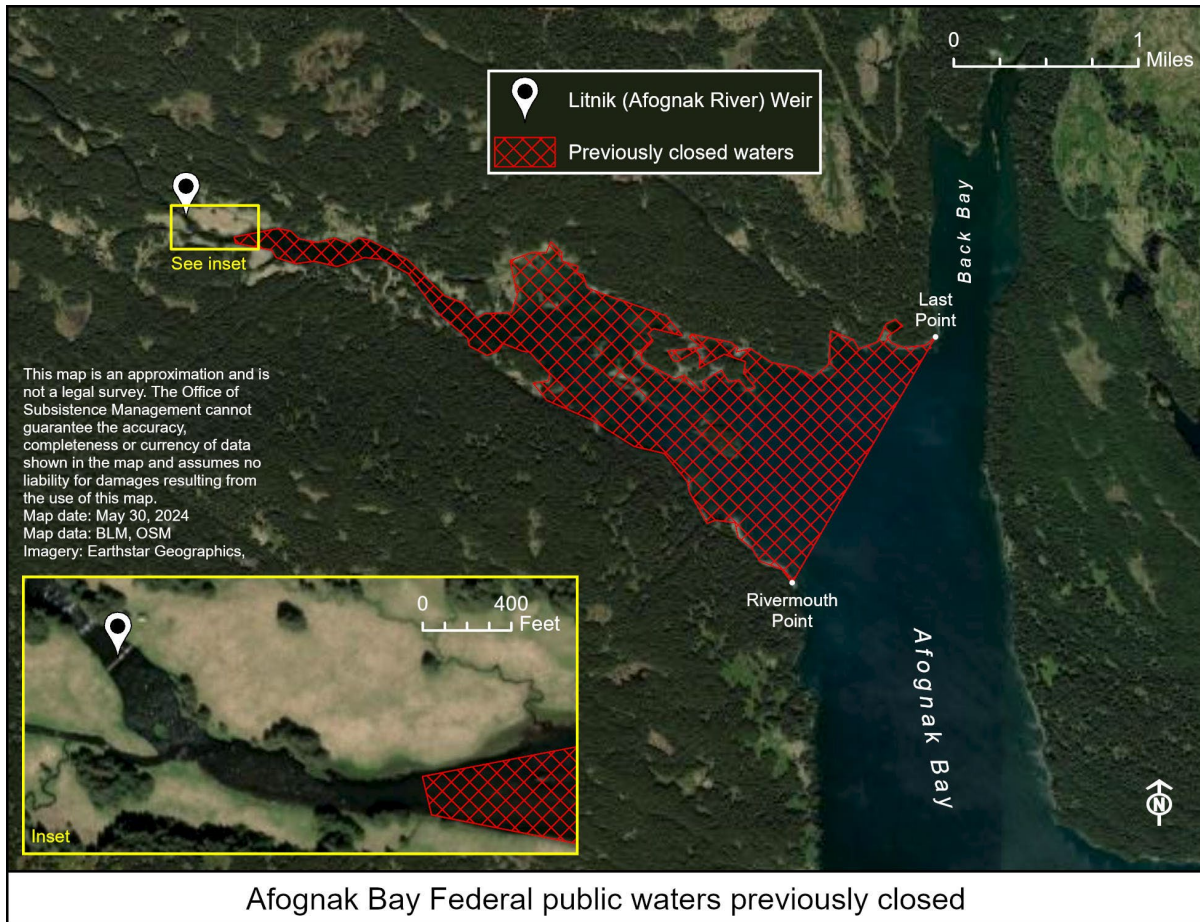 0 1
Miles
Litnik (Afognak River) Weir
Previously closed waters
Back Bay
See inset
Last
Point
This map is an approximation and is
not a legal survey. The Office of
Subsistence Management cannot
guarantee the accuracy,
completeness or currency of data
shown in the map and assumes no
liability for damages resulting from
the use of this map.
Map date: May 30, 2024
Map data: BLM, OSM
Imagery: Earthstar Geographics,
0 400
Feet
Rivermouth
Point
Afognak Bay
N
Inset
Afognak Bay Federal public waters previously closed